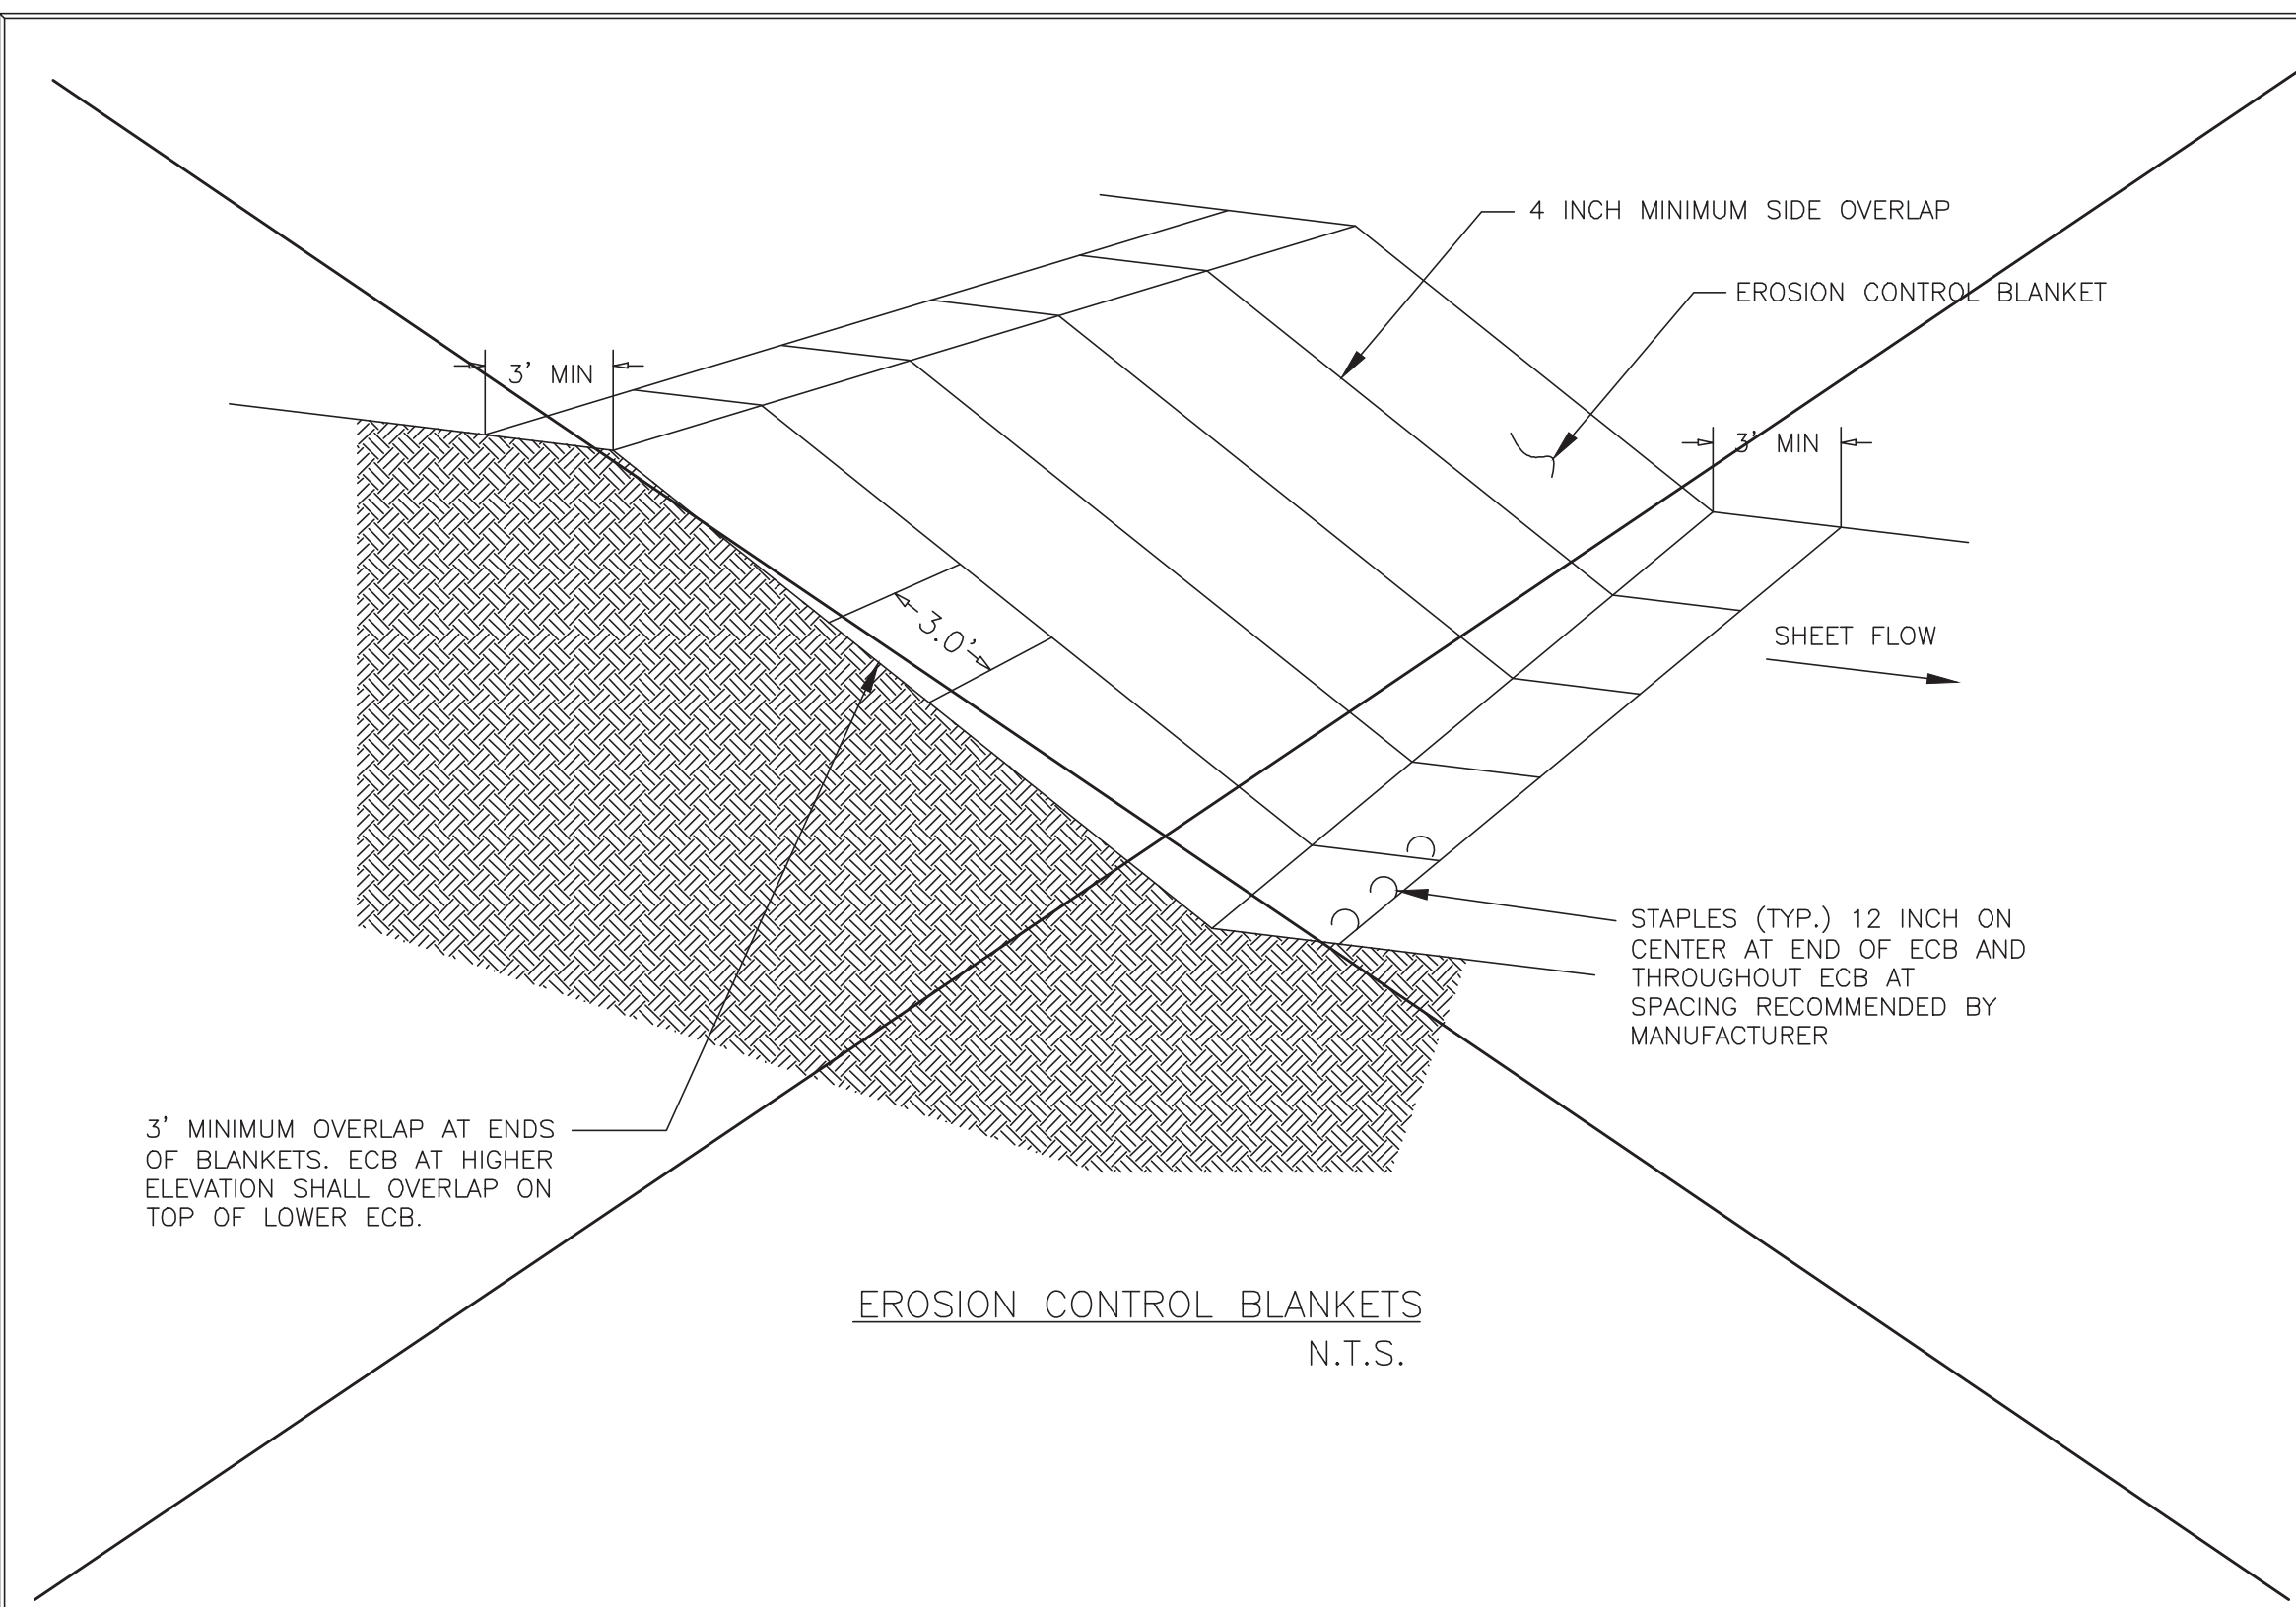 4 INCH MINIMUM SIDE OVERLAP
EROSION CONTROL BLANKET
3' MIN
3' MIN
3.0'
SHEET FLOW
STAPLES (TYP.) 12 INCH ON
CENTER AT END OF ECB AND
THROUGHOUT ECB AT
SPACING RECOMMENDED BY
MANUFACTURER
3' MINIMUM OVERLAP AT ENDS
OF BLANKETS. ECB AT HIGHER
ELEVATION SHALL OVERLAP ON
TOP OF LOWER ECB.
EROSION CONTROL BLANKETS
N.T.S.